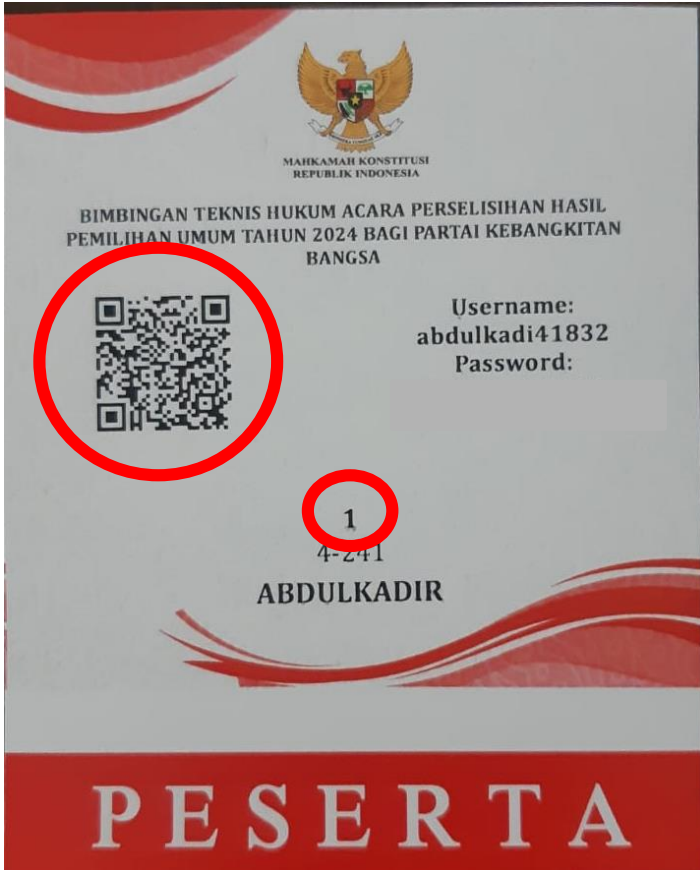 MAHKAMAH KONSTITUSI
REPUBLIK INDONESIA
BIMBINGAN TEKNIS HUKUM ACARA PERSELISIHAN HASIL
PEMILIHAN UMUM TAHUN 2024 BAGI PARTAI KEBANGKITAN
BANGSA
Username:
abdulkadi41832
Password:
1
4-241
ABDULKADIR
PESERTA